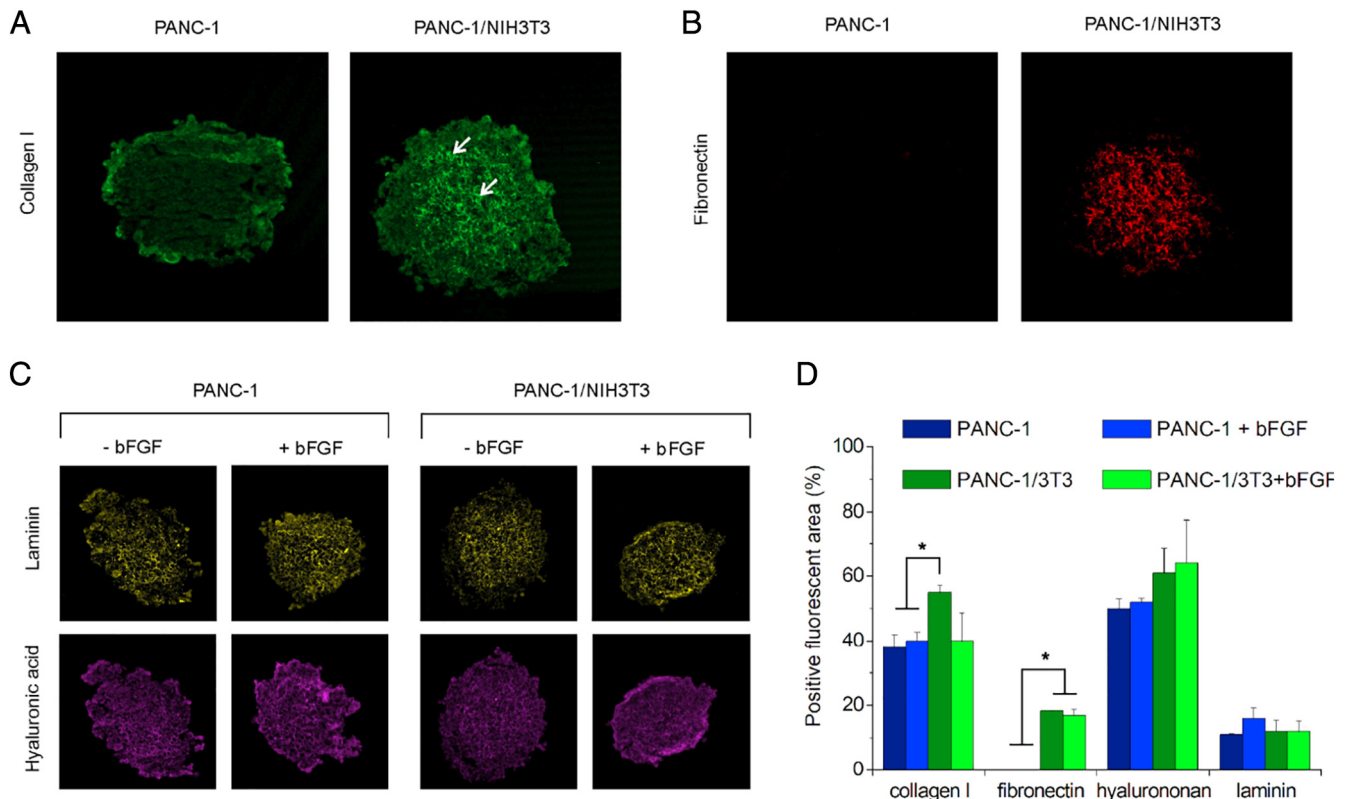 A
PANC-1
PANC-1/NIH3T3
Collagen I
B
PANC-1
PANC-1/NIH3T3
Fibronectin
C
PANC-1
PANC-1/NIH3T3
- bFGF
+ bFGF
- bFGF
+ bFGF
Laminin
Hyaluronic acid
D
PANC-1
PANC-1 + bFGF
PANC-1/3T3
PANC-1/3T3+bFGF
Positive fluorescent area (%)
100
80
60
40
20
0
*
*
collagen I
fibronectin
hyalurononan
laminin